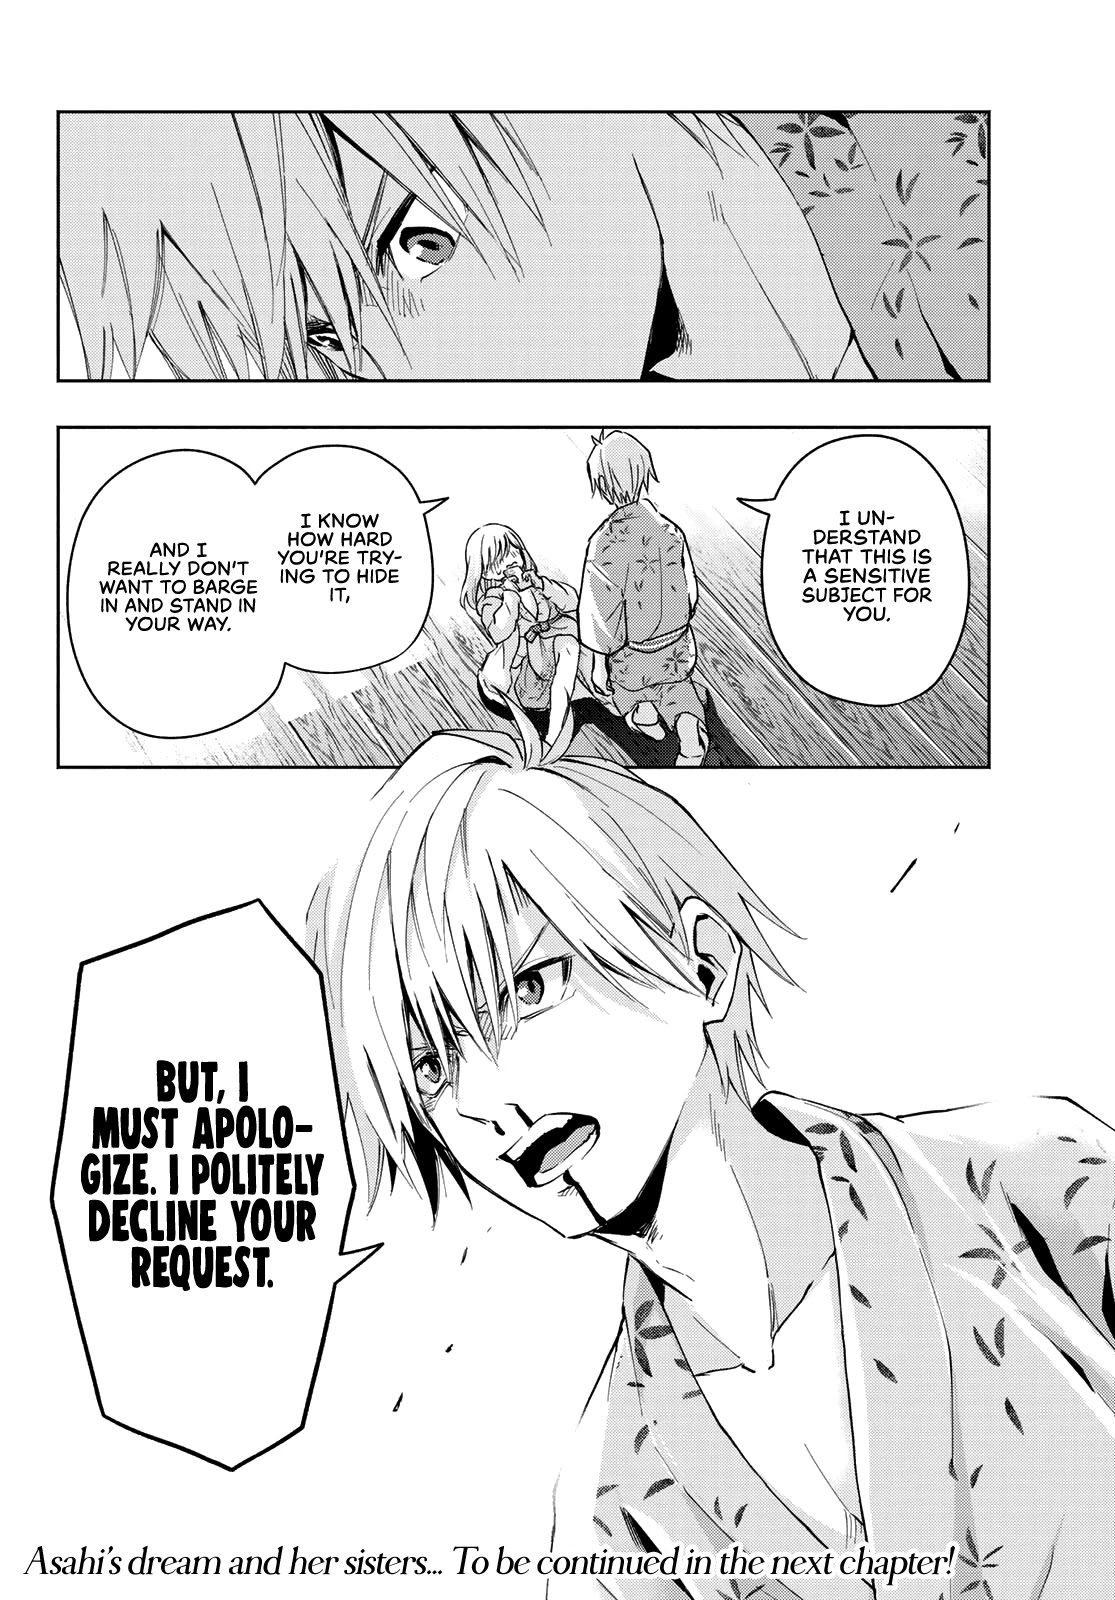 I UN-
DERSTAND
THAT THIS IS
A SENSITIVE
SUBJECT FOR
YOU.
I KNOW
HOW HARD
YOU'RE TRY-
ING TO HIDE
IT,
AND I
REALLY DON'T
WANT TO BARGE
IN AND STAND IN
YOUR WAY.
BUT, I
MUST APOLO-
GIZE. I POLITELY
DECLINE YOUR
REQUEST.
Asahi's dream and her sisters... To be continued in the next chapter!